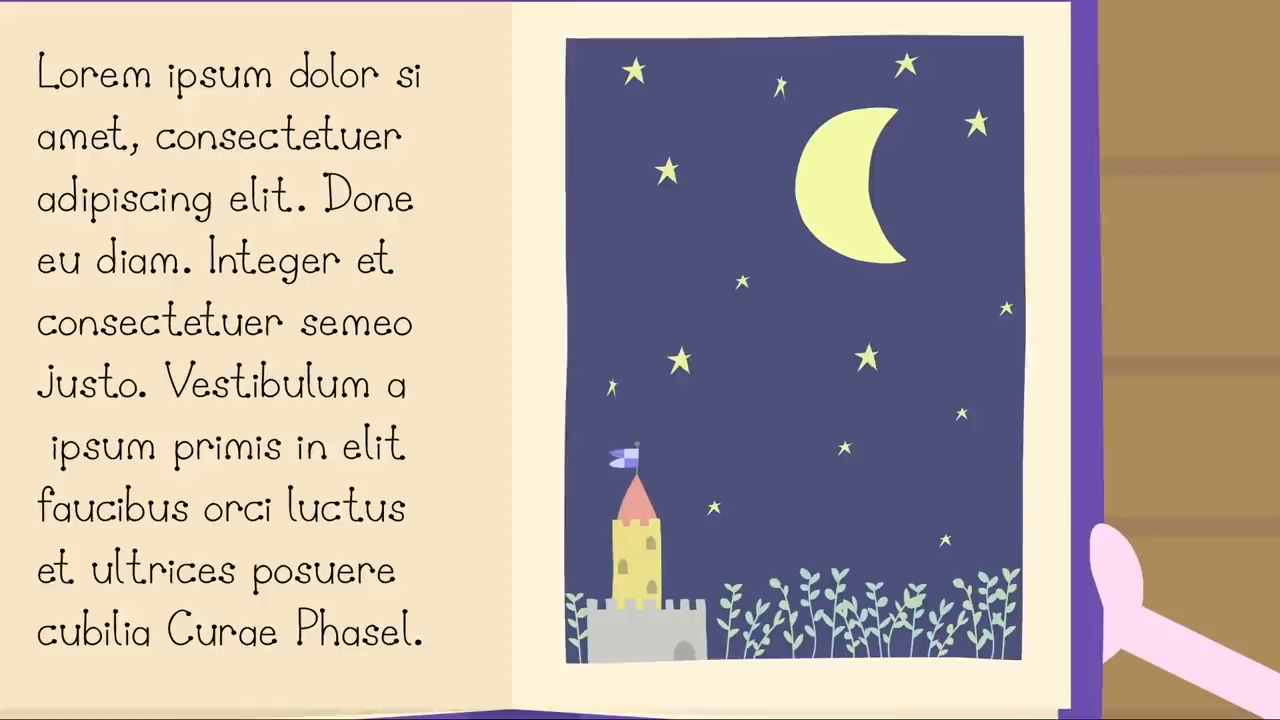 Lorem ipsum dolor si
amet, consectetuer
adipiscing elit. Done
eu diam. Integer et
consectetuer semeo
justo. Vestibulum a
ipsum primis in elit
faucibus orci luctus
et ultrices posuere
cubilia Curae Phasel.